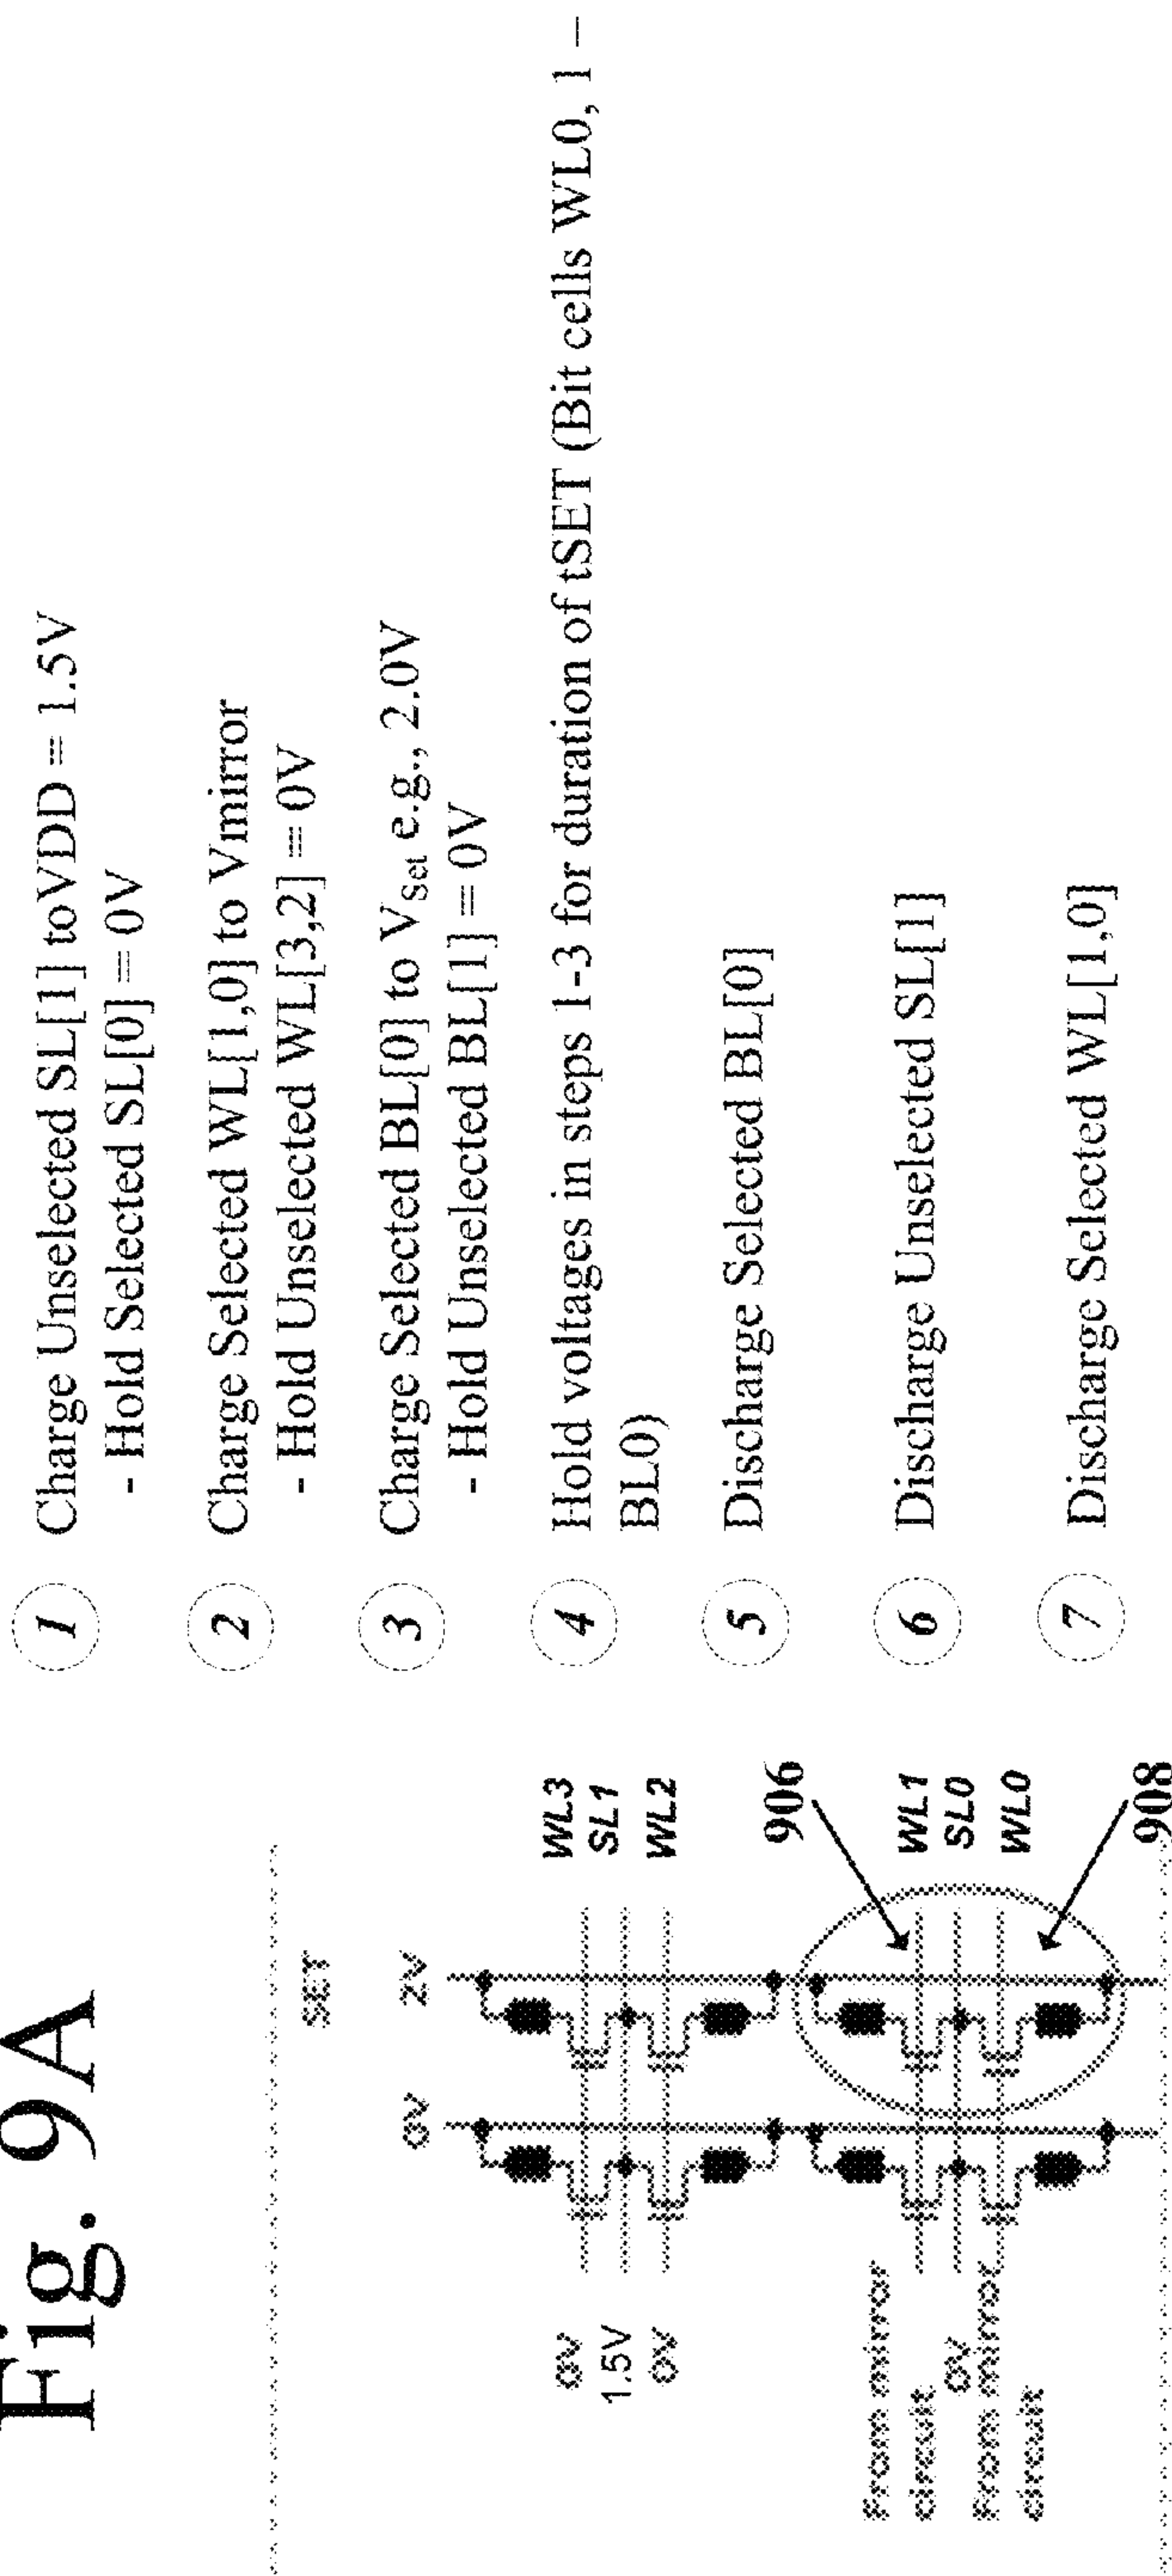 Fig. 9A
SET
0V 2V
0V WL3
1.5V SL1
0V WL2
906
From mirror
circuit WL1
0V SL0
From mirror
circuit WL0
908
1 Charge Unselected SL[1] toVDD = 1.5V
- Hold Selected SL[0] = 0V
2 Charge Selected WL[1,0] to Vmirror
- Hold Unselected WL[3,2] = 0V
3 Charge Selected BL[0] to VSet e.g., 2.0V
- Hold Unselected BL[1] = 0V
4 Hold voltages in steps 1-3 for duration of tSET (Bit cells WL0, 1 –
BL0)
5 Discharge Selected BL[0]
6 Discharge Unselected SL[1]
7 Discharge Selected WL[1,0]